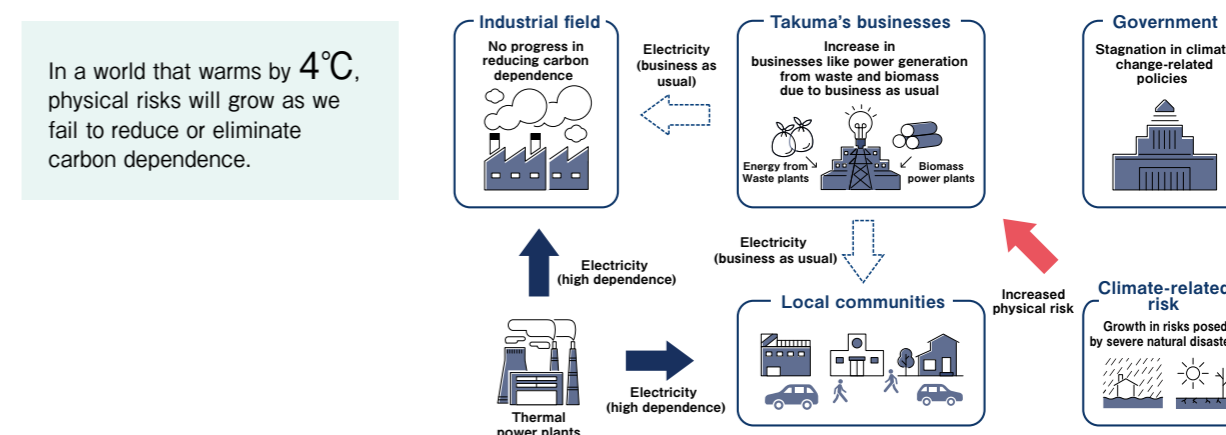 In a world that warms by 4℃,
physical risks will grow as we
fail to reduce or eliminate
carbon dependence.
Industrial field
No progress in
reducing carbon
dependence
Electricity
(business as
usual)
Takuma's businesses
Increase in
businesses like power generation
from waste and biomass
due to business as usual
Energy from
Waste plants
Biomass
power plants
Government
Stagnation in climat
change-related
policies
Electricity
(high dependence)
Electricity
(business as usual)
Increased
physical risk
Thermal
power plants
Electricity
(high dependence)
Local communities
Climate-related
risk
Growth in risks posed
by severe natural disaste